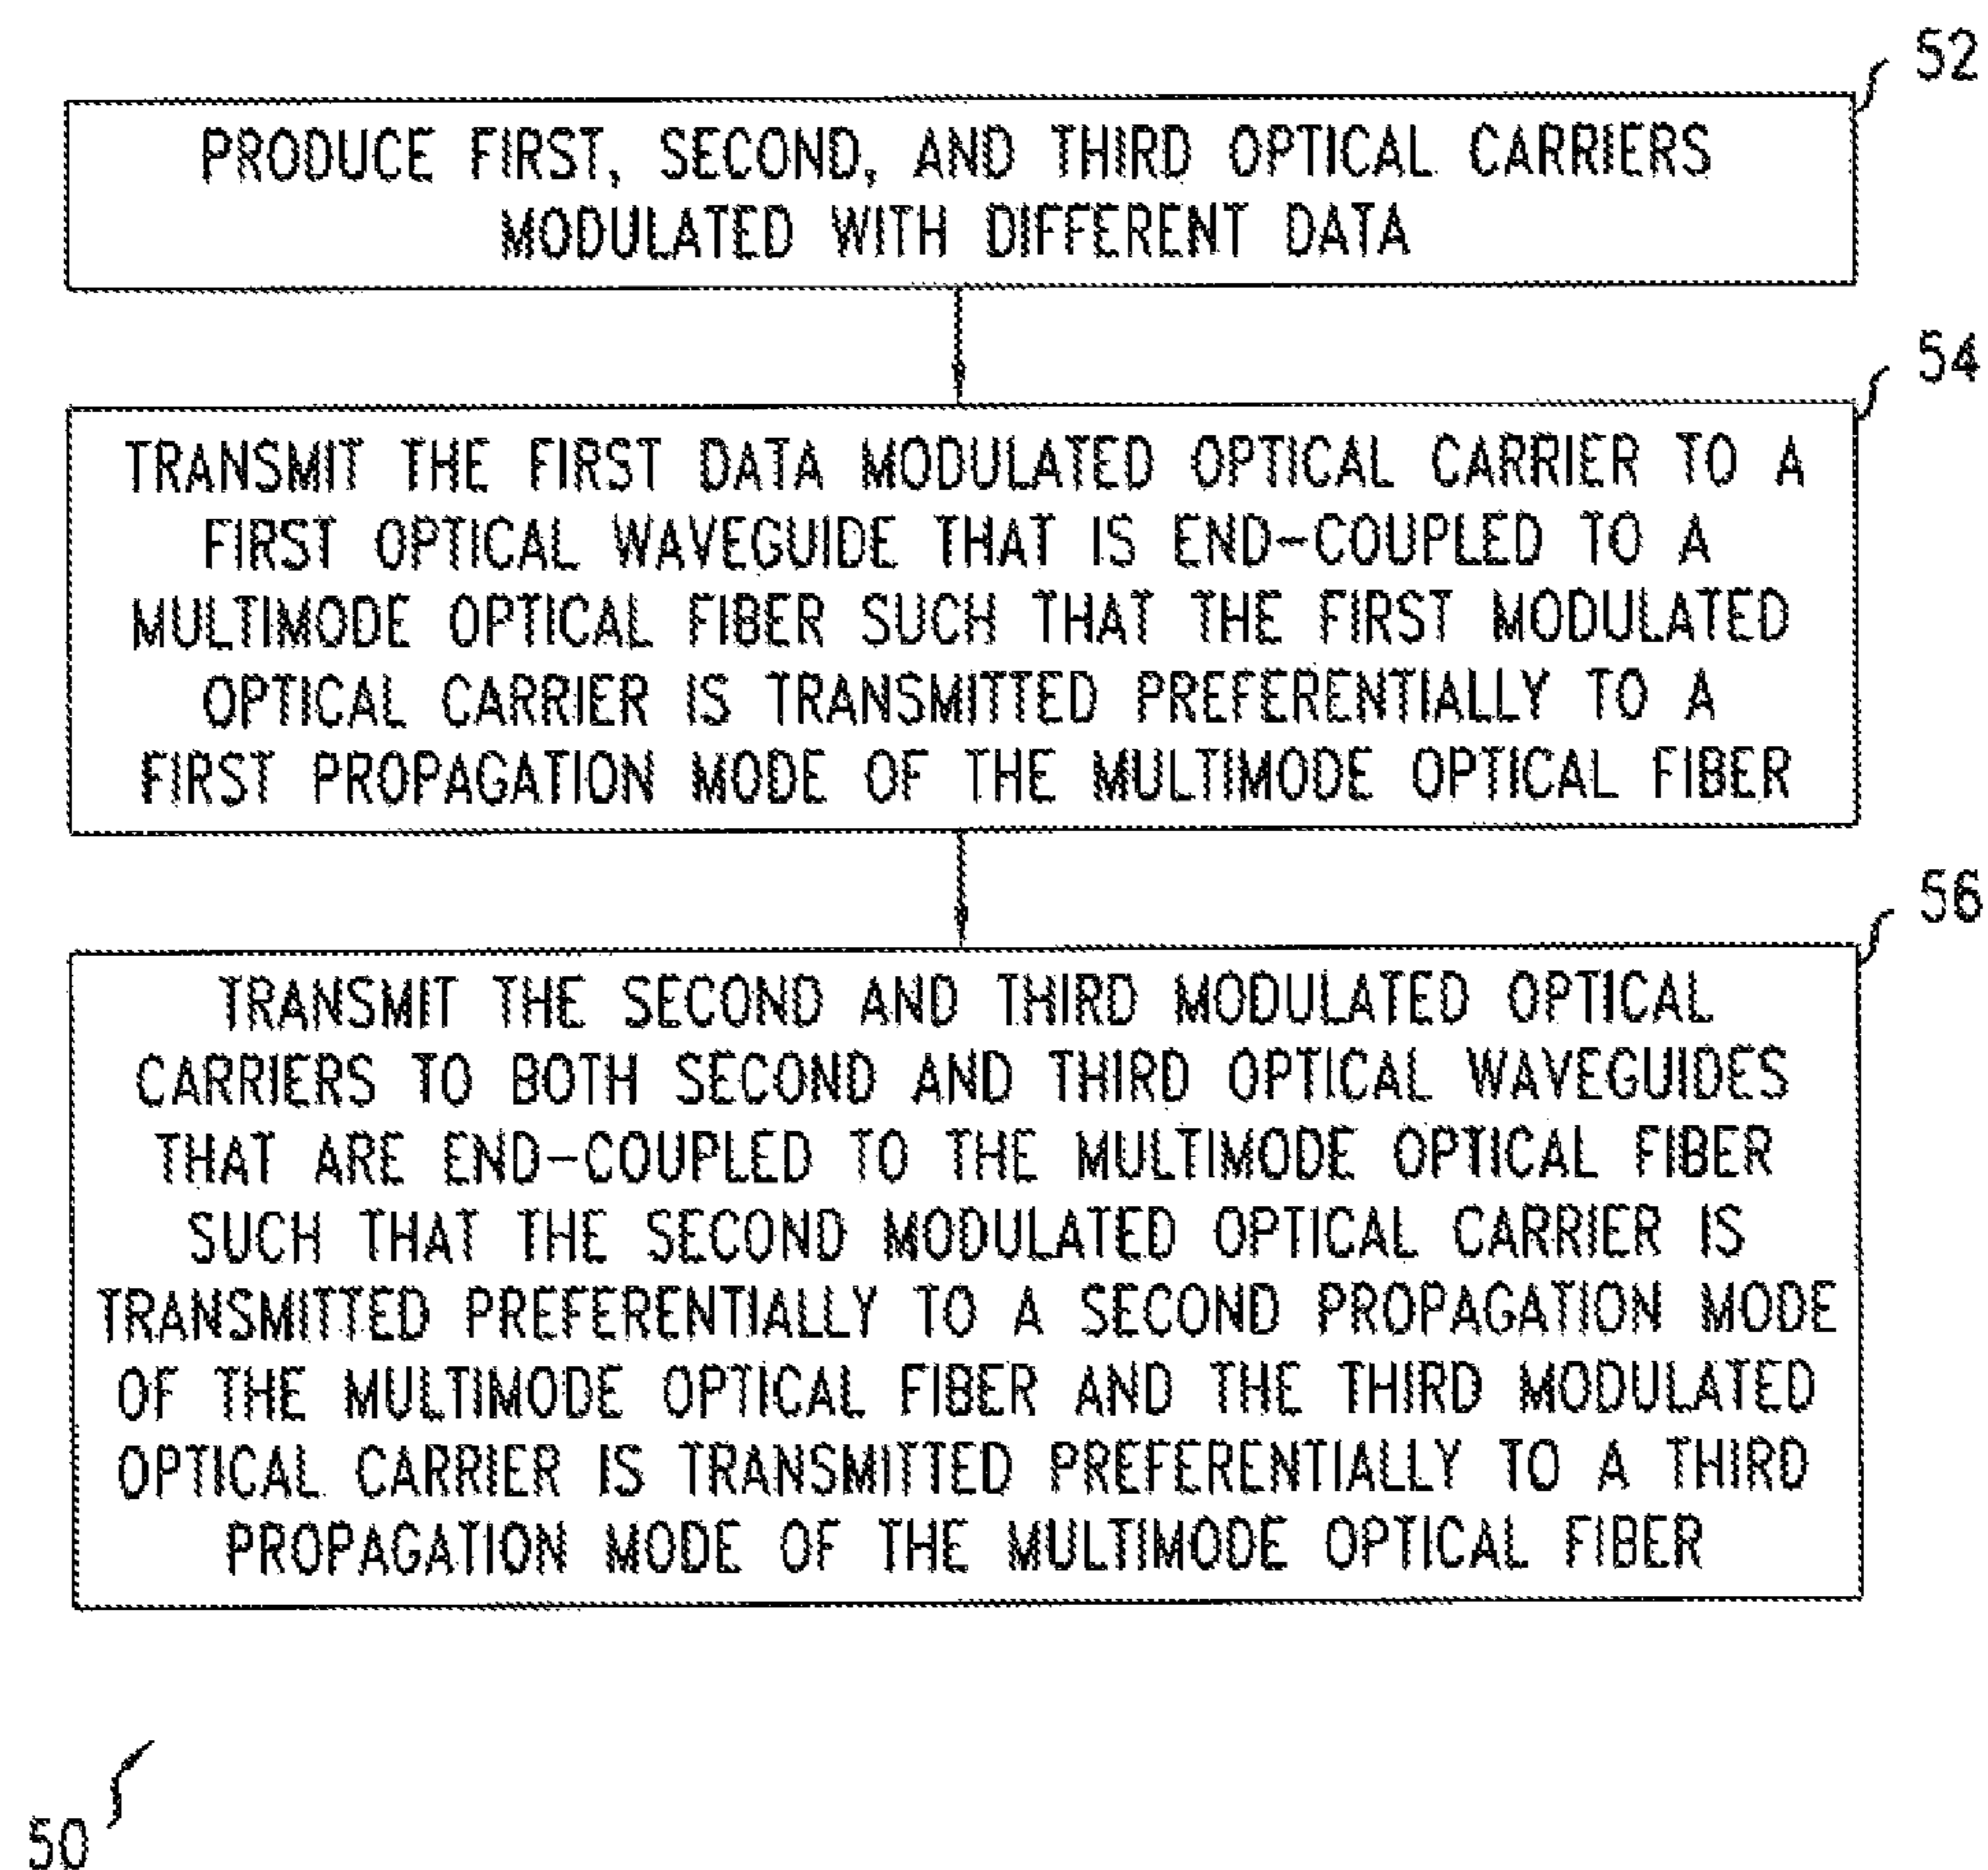 52
PRODUCE FIRST, SECOND, AND THIRD OPTICAL CARRIERS
MODULATED WITH DIFFERENT DATA
54
TRANSMIT THE FIRST DATA MODULATED OPTICAL CARRIER TO A
FIRST OPTICAL WAVEGUIDE THAT IS END-COUPLED TO A
MULTIMODE OPTICAL FIBER SUCH THAT THE FIRST MODULATED
OPTICAL CARRIER IS TRANSMITTED PREFERENTIALLY TO A
FIRST PROPAGATION MODE OF THE MULTIMODE OPTICAL FIBER
56
TRANSMIT THE SECOND AND THIRD MODULATED OPTICAL
CARRIERS TO BOTH SECOND AND THIRD OPTICAL WAVEGUIDES
THAT ARE END-COUPLED TO THE MULTIMODE OPTICAL FIBER
SUCH THAT THE SECOND MODULATED OPTICAL CARRIER IS
TRANSMITTED PREFERENTIALLY TO A SECOND PROPAGATION MODE
OF THE MULTIMODE OPTICAL FIBER AND THE THIRD MODULATED
OPTICAL CARRIER IS TRANSMITTED PREFERENTIALLY TO A THIRD
PROPAGATION MODE OF THE MULTIMODE OPTICAL FIBER
50